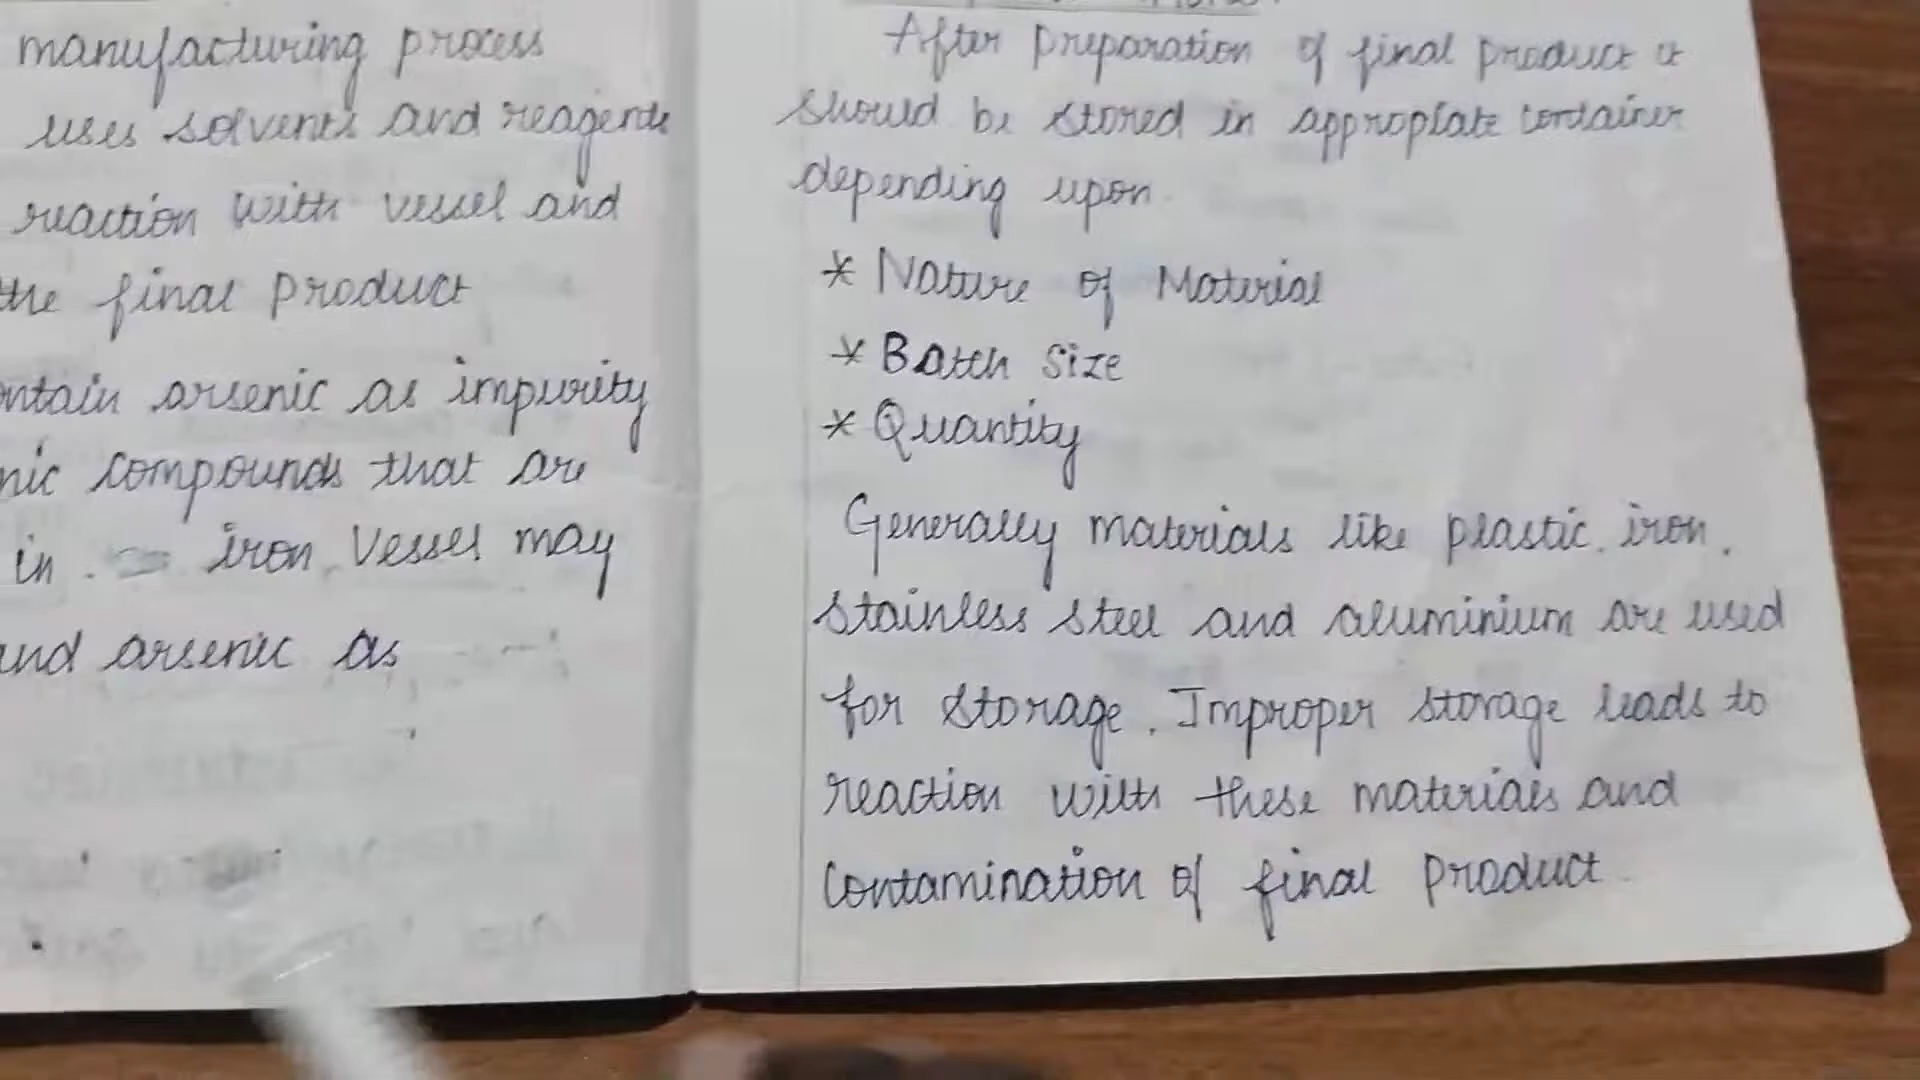 manufacturing process
uses solvents and reagents
reaction with vessel and
the final product
ontain arsenic as impurity
nic compounds that are
in iron vessel may
and arsenic as
After preparation of final product it
should be stored in appropiate container
depending upon.
* Nature of Material
* Batch Size
* Quantity
Generally materials like plastic, iron,
stainless steel and aluminium are used
for storage. Improper storage leads to
reaction with these materials and
contamination of final product.